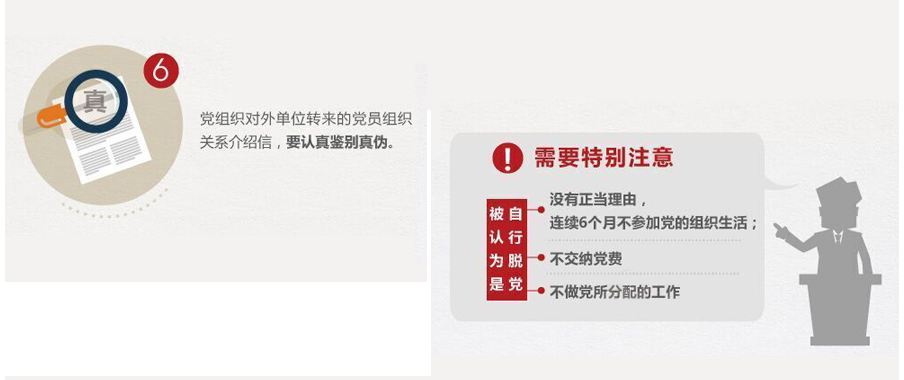 真
6
党组织对外单位转来的党员组织
关系介绍信，要认真鉴别真伪。
! 需要特别注意
被认为是
自行脱党
没有正当理由，
连续6个月不参加党的组织生活；
不交纳党费
不做党所分配的工作